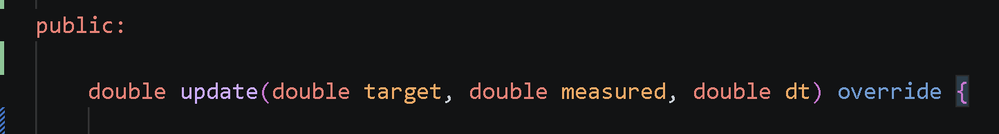 public:
double update(double target, double measured, double dt) override {